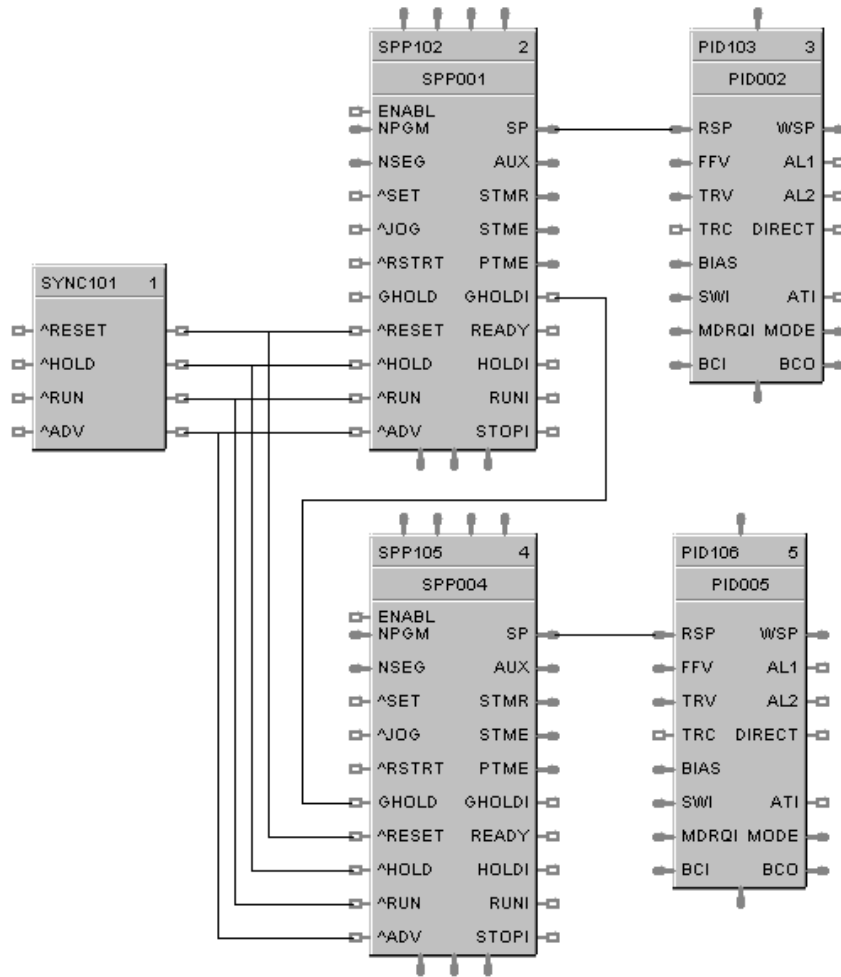 SPP102 2
SPP001
ENABL
NPGM SP
NSEG AUX
^SET STMR
^JOG STME
^RSTRT PTME
GHOLD GHOLDI
^RESET READY
^HOLD HOLDI
^RUN RUNI
^ADV STOPI
PID103 3
PID002
RSP WSP
FFV AL1
TRV AL2
TRC DIRECT
BIAS
SWI ATI
MDRQI MODE
BCI BCO
SYNC101 1
^RESET
^HOLD
^RUN
^ADV
SPP105 4
SPP004
ENABL
NPGM SP
NSEG AUX
^SET STMR
^JOG STME
^RSTRT PTME
GHOLD GHOLDI
^RESET READY
^HOLD HOLDI
^RUN RUNI
^ADV STOPI
PID106 5
PID005
RSP WSP
FFV AL1
TRV AL2
TRC DIRECT
BIAS
SWI ATI
MDRQI MODE
BCI BCO